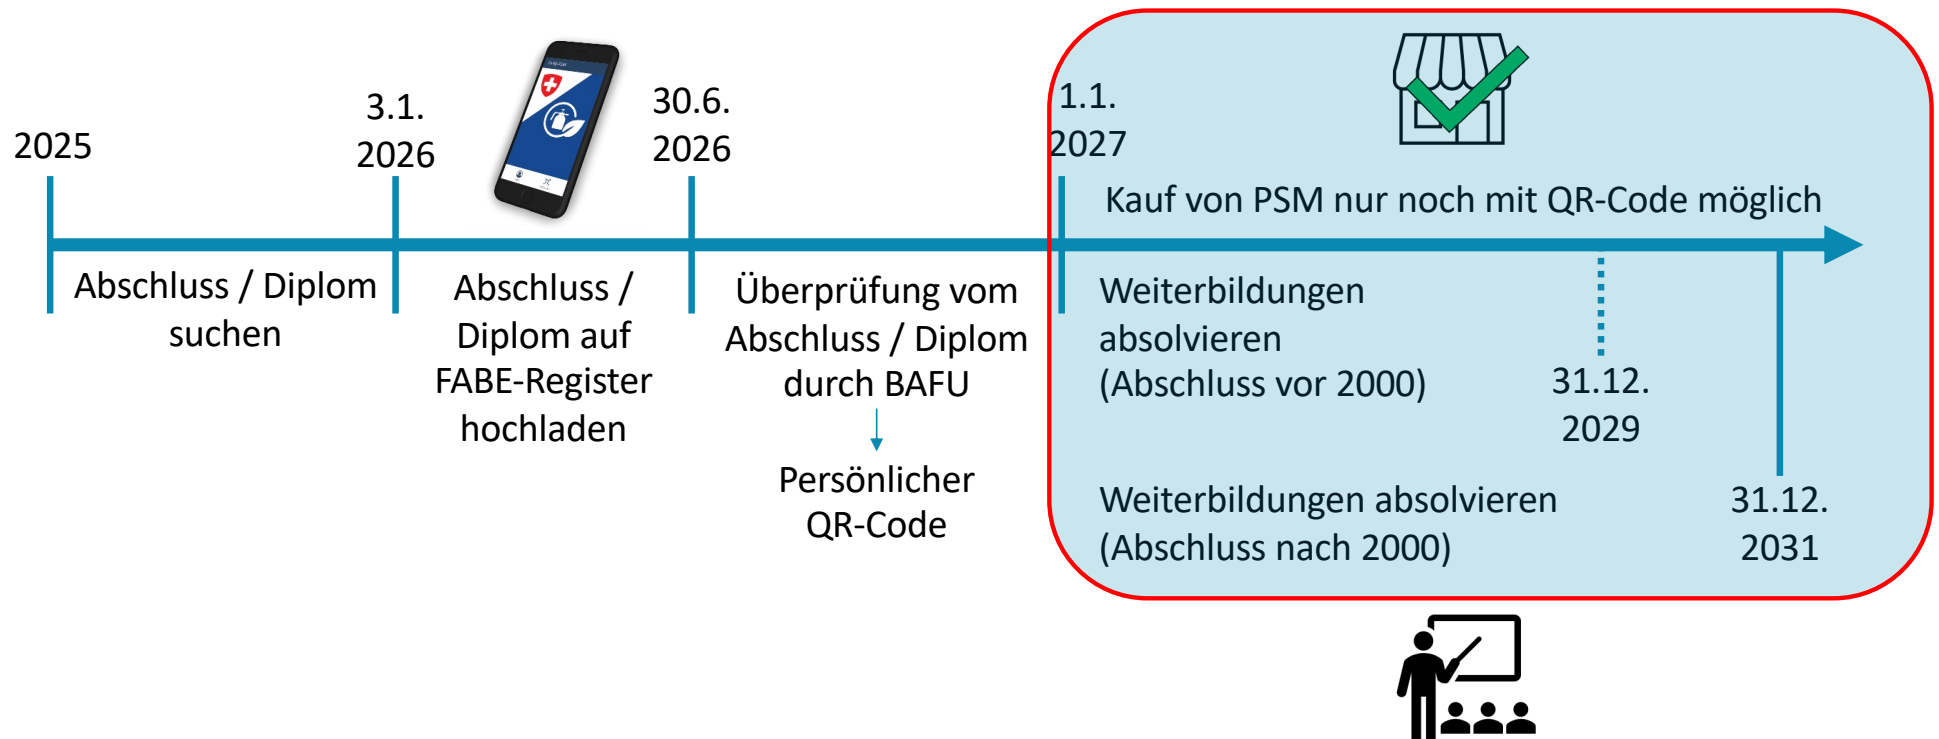 2025
3.1.
2026
30.6.
2026
1.1.
2027
Kauf von PSM nur noch mit QR-Code möglich
Abschluss / Diplom
suchen
Abschluss /
Diplom auf
FABE-Register
hochladen
Überprüfung vom
Abschluss / Diplom
durch BAFU
Persönlicher
QR-Code
Weiterbildungen
absolvieren
(Abschluss vor 2000)
31.12.
2029
Weiterbildungen absolvieren
(Abschluss nach 2000)
31.12.
2031